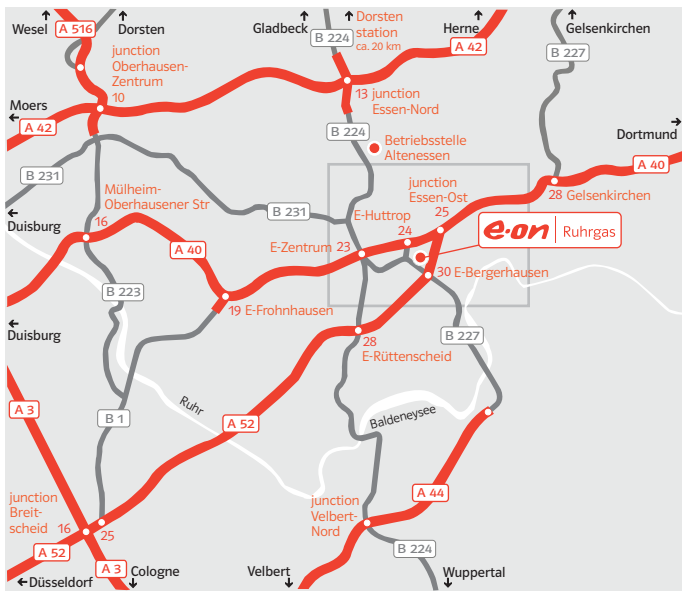 Wesel
A 516
Dorsten
Gladbeck
B 224
Dorsten
station
ca. 20 km
Herne
A 42
Gelsenkirchen
B 227
junction
Oberhausen-
Zentrum
10
13 junction
Essen-Nord
Moers
A 42
B 224
Betriebsstelle
Altenessen
Dortmund
A 40
B 231
Mülheim-
Oberhausener Str
16
B 231
junction
Essen-Ost
25
28 Gelsenkirchen
Duisburg
E-Huttrop
24
e·on Ruhrgas
A 40
E-Zentrum 23
30 E-Bergerhausen
B 223
19 E-Frohnhausen
Duisburg
28
E-Rüttenscheid
B 227
A 3
Ruhr
B 1
A 52
Baldeneysee
junction
Breit-
scheid
16
25
junction
Velbert-
Nord
A 44
A 52
A 3
B 224
Düsseldorf
Cologne
Velbert
Wuppertal